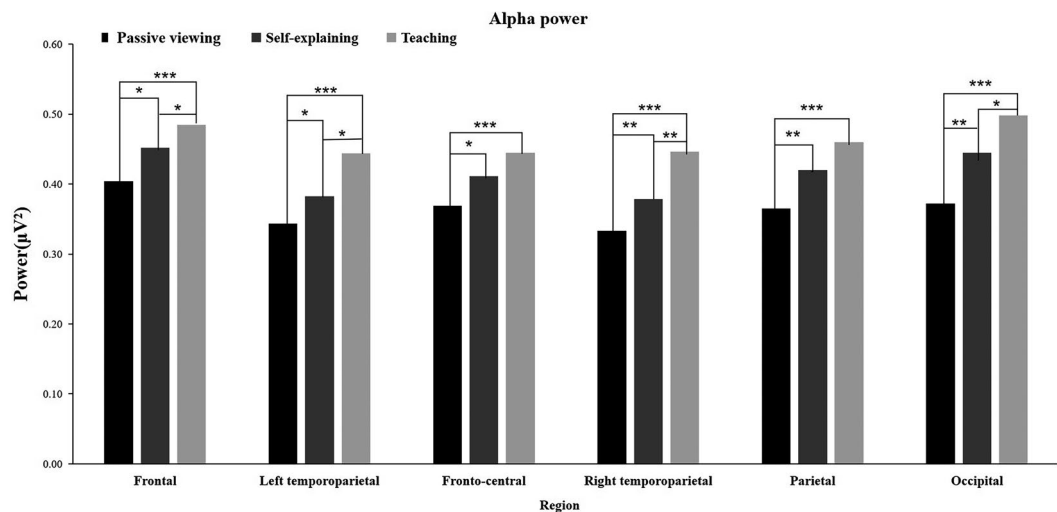 Alpha power
Passive viewing Self-explaining Teaching
0.60
0.50
0.40
0.30
0.20
0.10
0.00
Power(μV²)
*** * *
*** * *
*** *
*** ** **
*** **
*** ** *
Frontal Left temporoparietal Fronto-central Right temporoparietal Parietal Occipital
Region